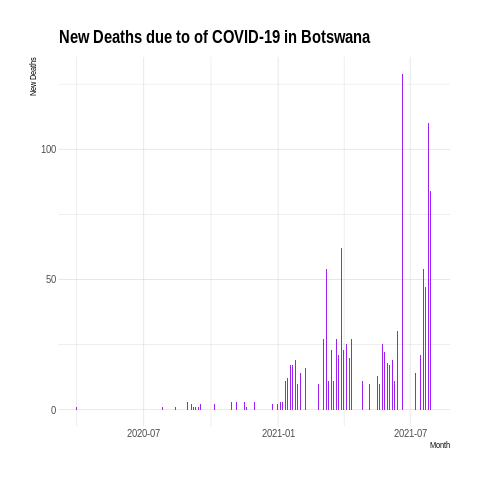 New Deaths due to of COVID-19 in Botswana
New Deaths
100
50
0
2020-07
2021-01
2021-07
Month